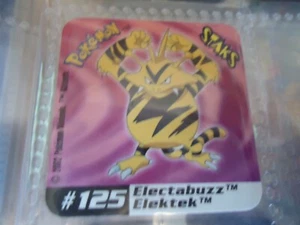 POKÉMON
STAKS
#125
Electabuzz™
Elektek™